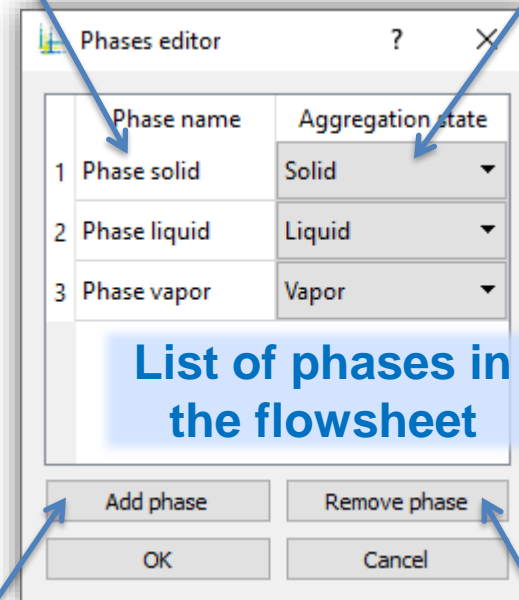 Phases editor ? ×
Phase name Aggregation state
1 Phase solid Solid
2 Phase liquid Liquid
3 Phase vapor Vapor
List of phases in
the flowsheet
Add phase Remove phase
OK Cancel